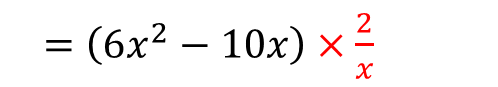 = (6x² − 10x) × 2/x